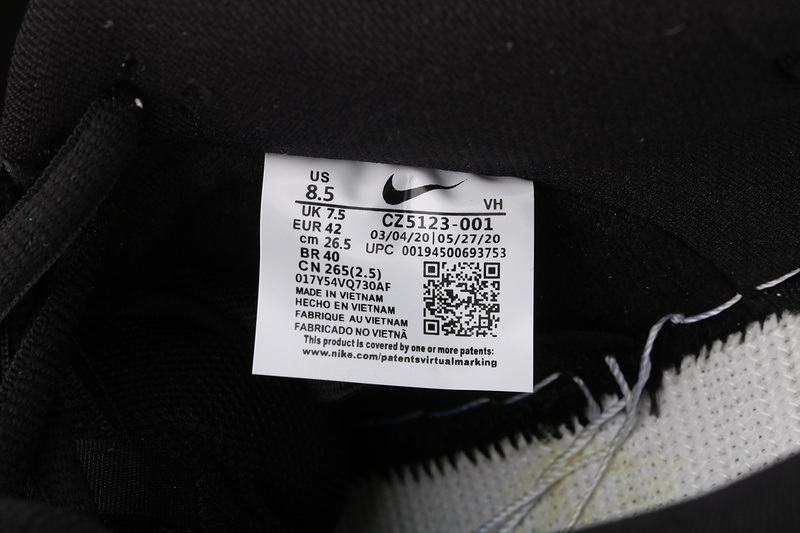 US
8.5
VH
UK 7.5
CZ5123-001
EUR 42
03/04/20|05/27/20
cm 26.5
UPC 00194500693753
BR 40
CN 265(2.5)
017Y54VQ730AF
MADE IN VIETNAM
HECHO EN VIETNAM
FABRIQUE AU VIETNAM
FABRICADO NO VIETNÃ
This product is covered by one or more patents:
www.nike.com/patentsvirtualmarking